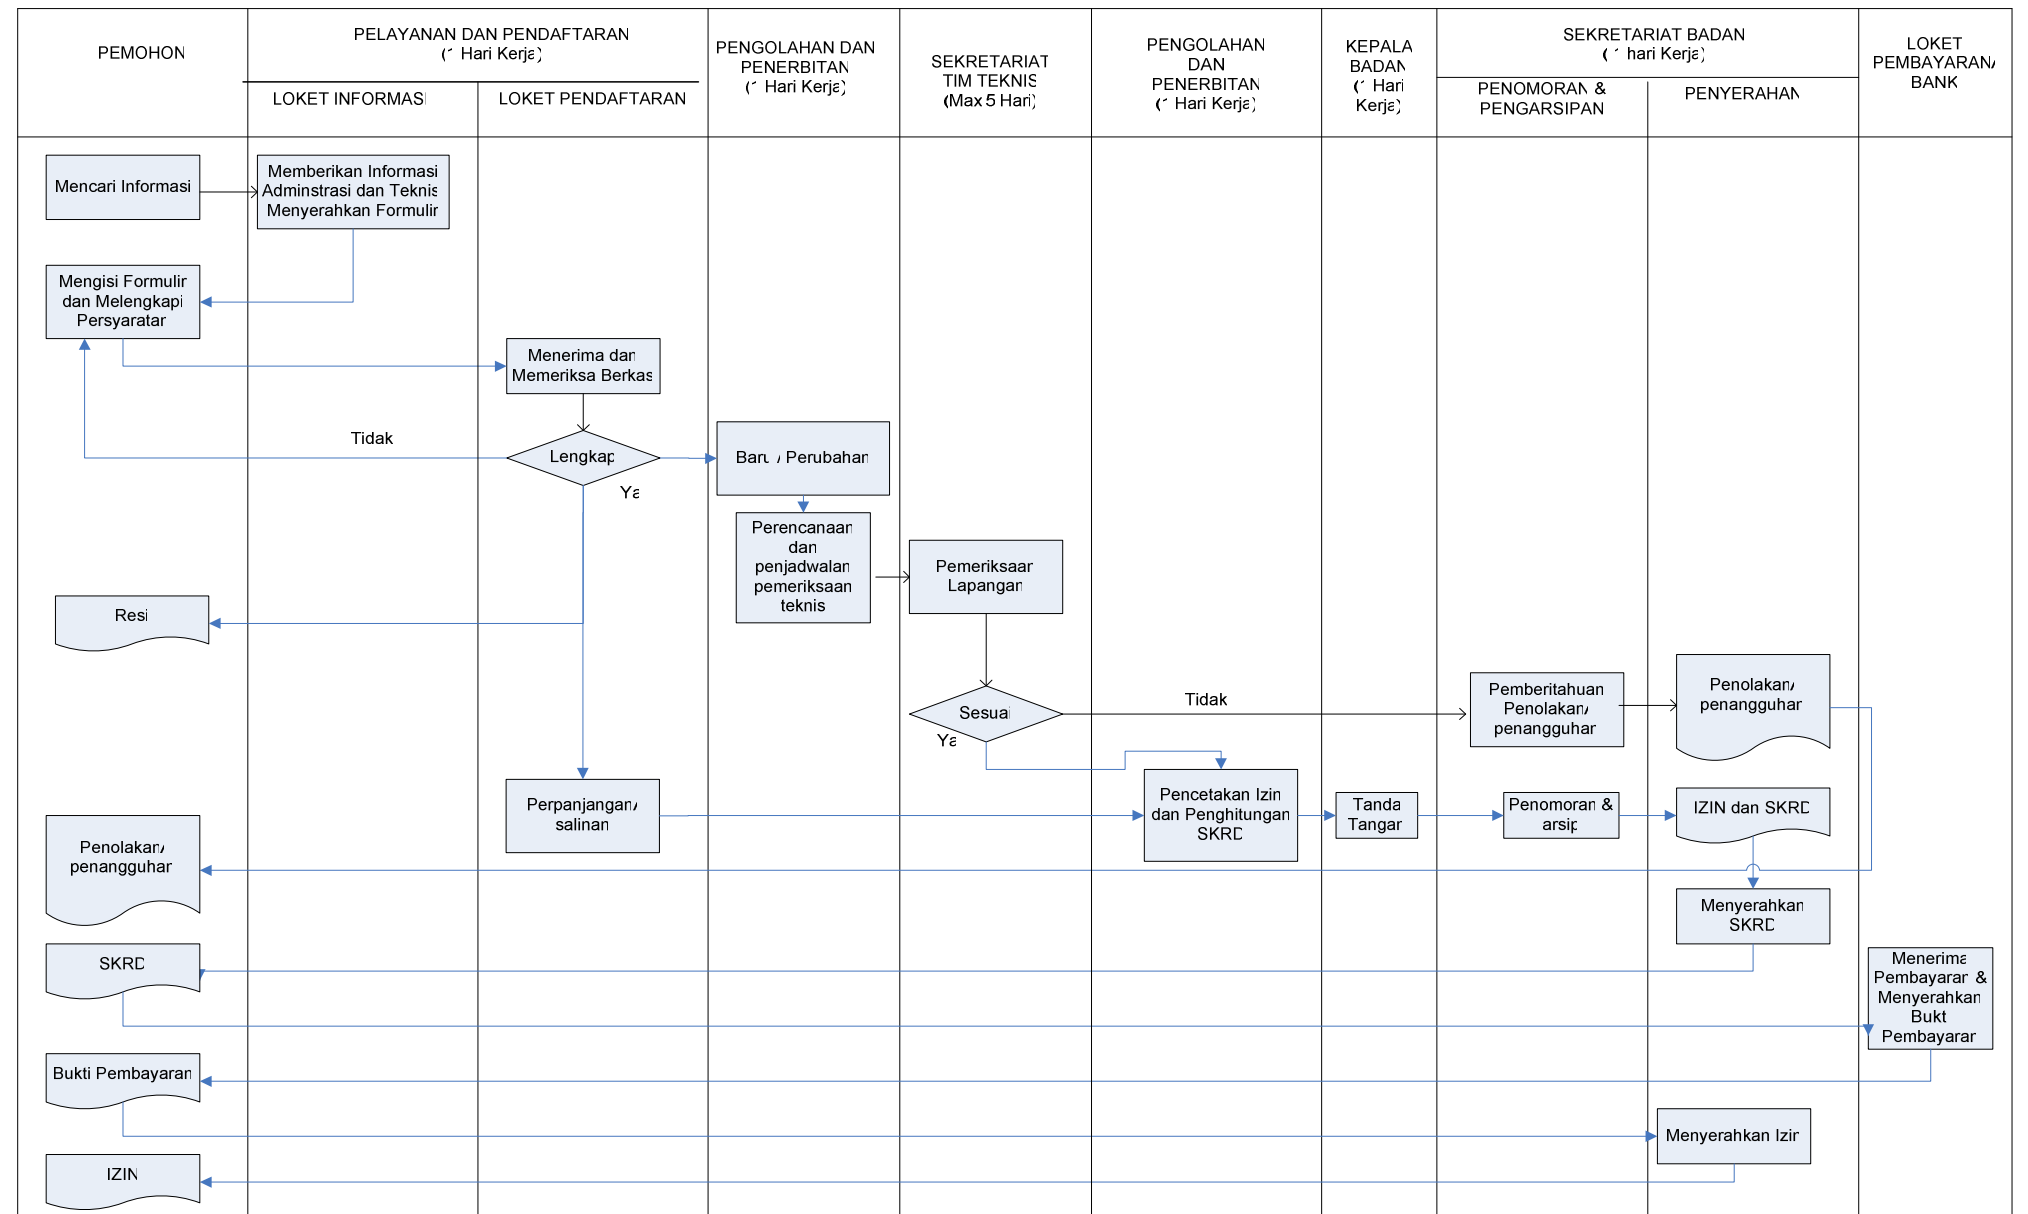 PEMOHON
PELAYANAN DAN PENDAFTARAN
(1 Hari Kerja)
LOKET INFORMASI
LOKET PENDAFTARAN
PENGOLAHAN DAN
PENERBITAN
(1 Hari Kerja)
SEKRETARIAT
TIM TEKNIS
(Max 5 Hari)
PENGOLAHAN
DAN
PENERBITAN
(1 Hari Kerja)
KEPALA
BADAN
(1 Hari
Kerja)
SEKRETARIAT BADAN
(1 hari Kerja)
PENOMORAN &
PENGARSIPAN
PENYERAHAN
LOKET
PEMBAYARAN/
BANK
Mencari Informasi
Memberikan Informasi
Adminstrasi dan Teknis
Menyerahkan Formulir
Mengisi Formulir
dan Melengkapi
Persyaratan
Menerima dan
Memeriksa Berkas
Tidak
Lengkap
Ya
Baru / Perubahan
Perencanaan
dan
penjadwalan
pemeriksaan
teknis
Pemeriksaan
Lapangan
Resi
Sesuai
Ya
Tidak
Pemberitahuan
Penolakan/
penangguhan
Penolakan/
penangguhan
Perpanjangan/
salinan
Pencetakan Izin
dan Penghitungan
SKRD
Tanda
Tangan
Penomoran &
arsip
IZIN dan SKRD
Penolakan/
penangguhan
Menyerahkan
SKRD
SKRD
Menerima
Pembayaran &
Menyerahkan
Bukti
Pembayaran
Bukti Pembayaran
Menyerahkan Izin
IZIN